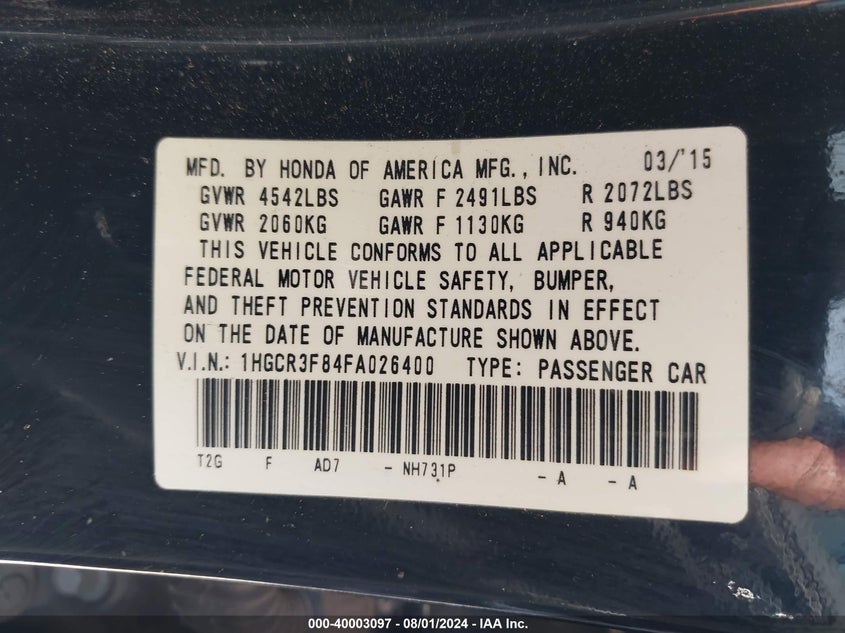 MFD. BY HONDA OF AMERICA MFG., INC. 03/'15
GVWR 4542LBS GAWR F 2491LBS R 2072LBS
GVWR 2060KG GAWR F 1130KG R 940KG
THIS VEHICLE CONFORMS TO ALL APPLICABLE
FEDERAL MOTOR VEHICLE SAFETY, BUMPER,
AND THEFT PREVENTION STANDARDS IN EFFECT
ON THE DATE OF MANUFACTURE SHOWN ABOVE.
V.I.N.: 1HGCR3F84FA026400 TYPE: PASSENGER CAR
T2G F AD7 - NH731P - A - A
000-40003097 - 08/01/2024 - IAA Inc.